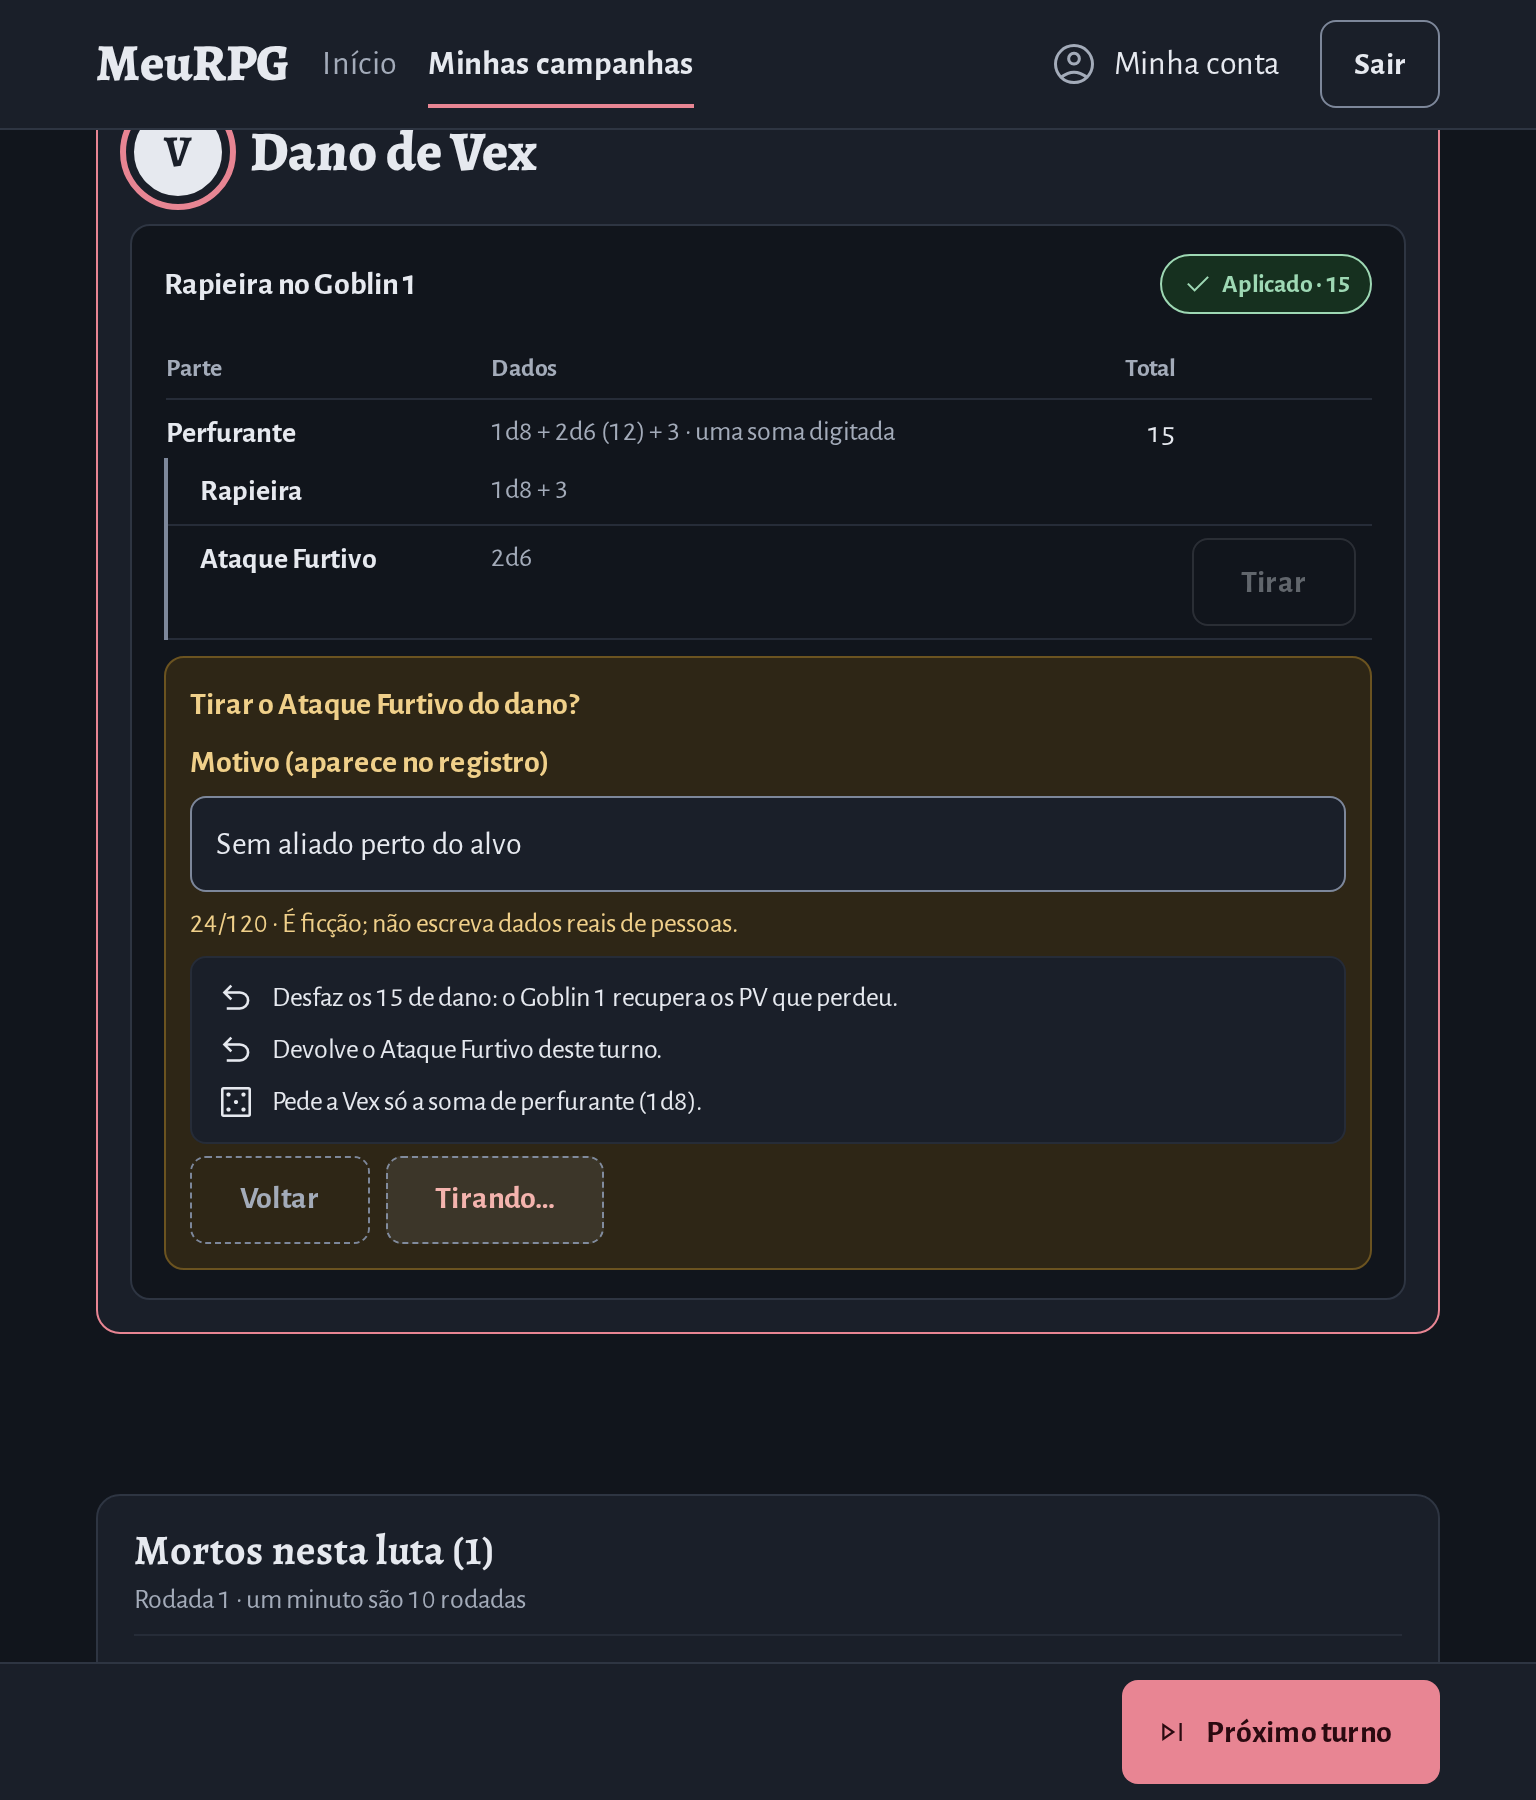 MeuRPG Início Minhas campanhas Minha conta Sair
V Dano de Vex
Rapieira no Goblin 1 Aplicado · 15
Parte Dados Total
Perfurante 1d8 + 2d6 (12) + 3 · uma soma digitada 15
Rapieira 1d8 + 3
Ataque Furtivo 2d6 Tirar
Tirar o Ataque Furtivo do dano?
Motivo (aparece no registro)
Sem aliado perto do alvo
24/120 · É ficção; não escreva dados reais de pessoas.
Desfaz os 15 de dano: o Goblin 1 recupera os PV que perdeu.
Devolve o Ataque Furtivo deste turno.
Pede a Vex só a soma de perfurante (1d8).
Voltar Tirando...
Mortos nesta luta (1)
Rodada 1 · um minuto são 10 rodadas
Próximo turno